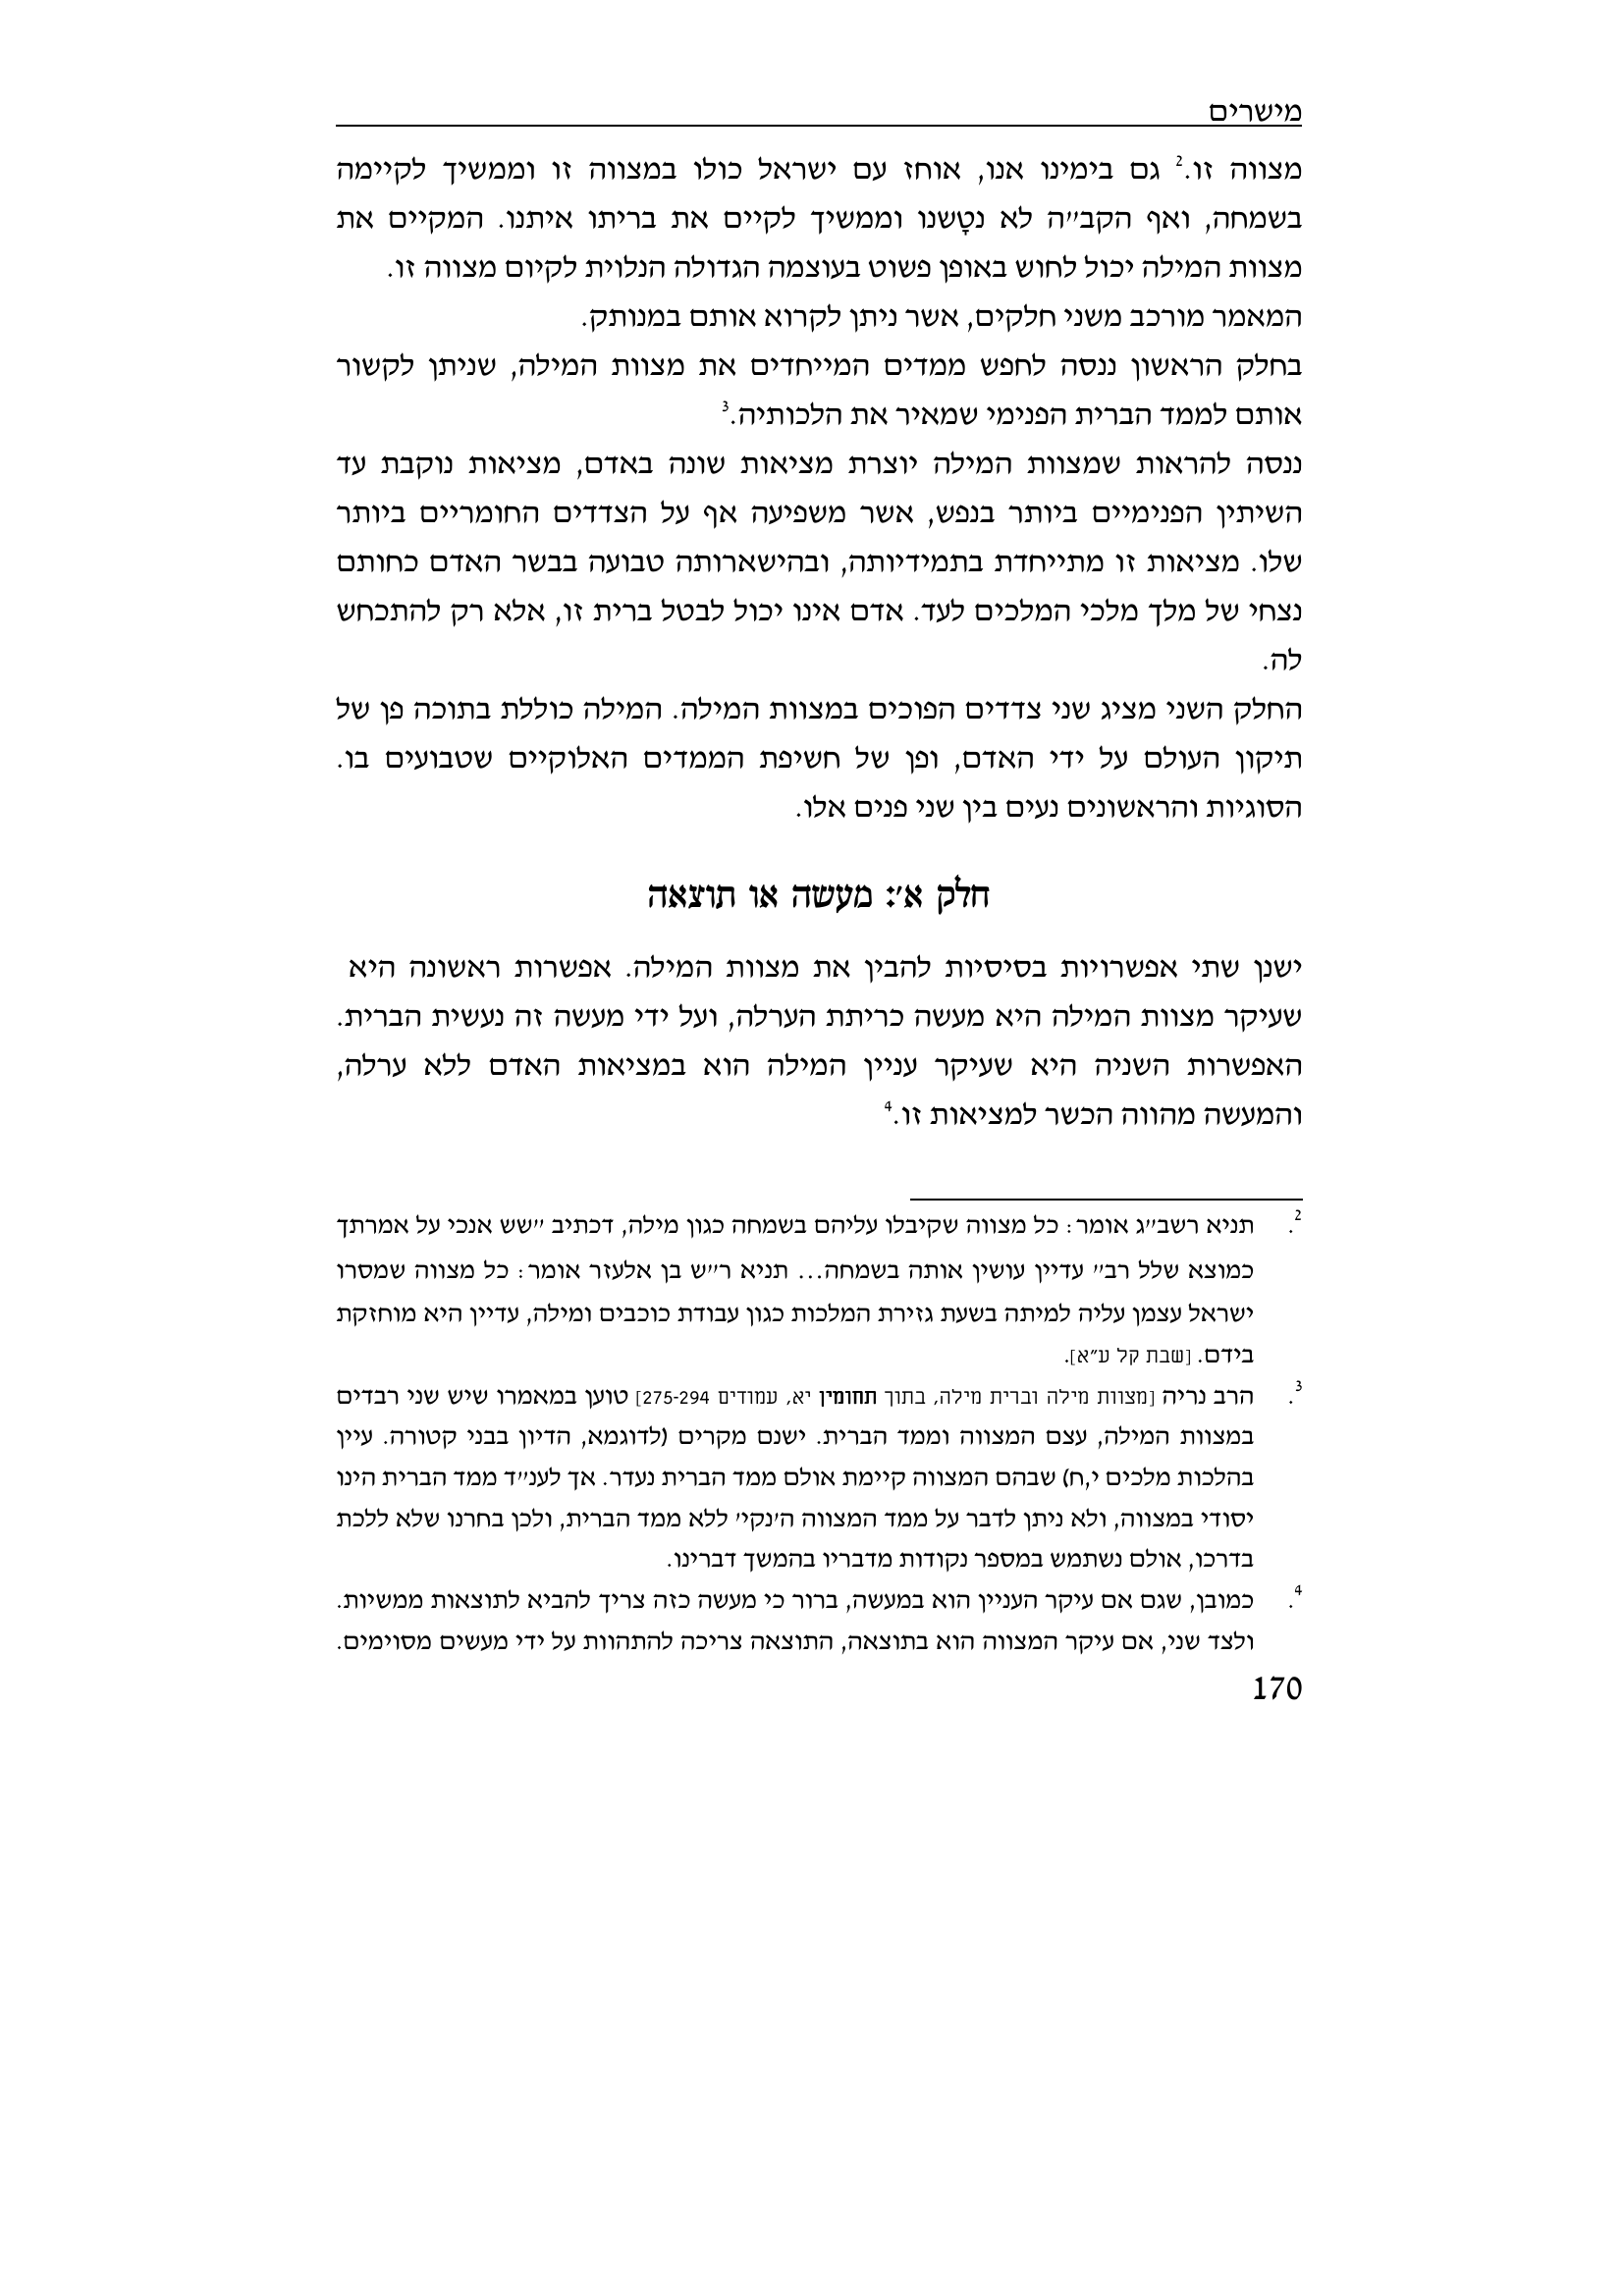 מישרים
מצווה זו.2 גם בימינו אנו, אוחז עם ישראל כולו במצווה זו וממשיך לקיימה
בשמחה, ואף הקב״ה לא נטָשנו וממשיך לקיים את בריתו איתנו. המקיים את
מצוות המילה יכול לחוש באופן פשוט בעוצמה הגדולה הנלוית לקיום מצווה זו.
המאמר מורכב משני חלקים, אשר ניתן לקרוא אותם במנותק.
בחלק הראשון ננסה לחפש ממדים המייחדים את מצוות המילה, שניתן לקשור
אותם לממד הברית הפנימי שמאיר את הלכותיה.3
ננסה להראות שמצוות המילה יוצרת מציאות שונה באדם, מציאות נוקבת עד
השיתין הפנימיים ביותר בנפש, אשר משפיעה אף על הצדדים החומריים ביותר
שלו. מציאות זו מתייחדת בתמידיותה, ובהישארותה טבועה בבשר האדם כחותם
נצחי של מלך מלכי המלכים לעד. אדם אינו יכול לבטל ברית זו, אלא רק להתכחש
לה.
החלק השני מציג שני צדדים הפוכים במצוות המילה. המילה כוללת בתוכה פן של
תיקון העולם על ידי האדם, ופן של חשיפת הממדים האלוקיים שטבועים בו.
הסוגיות והראשונים נעים בין שני פנים אלו.
חלק א׳: מעשה או תוצאה
ישנן שתי אפשרויות בסיסיות להבין את מצוות המילה. אפשרות ראשונה היא
שעיקר מצוות המילה היא מעשה כריתת הערלה, ועל ידי מעשה זה נעשית הברית.
האפשרות השניה היא שעיקר עניין המילה הוא במציאות האדם ללא ערלה,
והמעשה מהווה הכשר למציאות זו.4
2. תניא רשב״ג אומר: כל מצווה שקיבלו עליהם בשמחה כגון מילה, דכתיב ״שש אנכי על אמרתך
כמוצא שלל רב״ עדיין עושין אותה בשמחה... תניא ר״ש בן אלעזר אומר: כל מצווה שמסרו
ישראל עצמן עליה למיתה בשעת גזירת המלכות כגון עבודת כוכבים ומילה, עדיין היא מוחזקת
בידם. [שבת קל ע״א].
3. הרב נריה [מצוות מילה וברית מילה, בתוך תחומין יא, עמודים 275-294] טוען במאמרו שיש שני רבדים
במצוות המילה, עצם המצווה וממד הברית. ישנם מקרים (לדוגמא, הדיון בבני קטורה. עיין
בהלכות מלכים י,ח) שבהם המצווה קיימת אולם ממד הברית נעדר. אך לענ״ד ממד הברית הינו
יסודי במצווה, ולא ניתן לדבר על ממד המצווה ה׳נקי׳ ללא ממד הברית, ולכן בחרנו שלא ללכת
בדרכו, אולם נשתמש במספר נקודות מדבריו בהמשך דברינו.
4. כמובן, שגם אם עיקר העניין הוא במעשה, ברור כי מעשה כזה צריך להביא לתוצאות ממשיות.
ולצד שני, אם עיקר המצווה הוא בתוצאה, התוצאה צריכה להתהוות על ידי מעשים מסוימים.
170